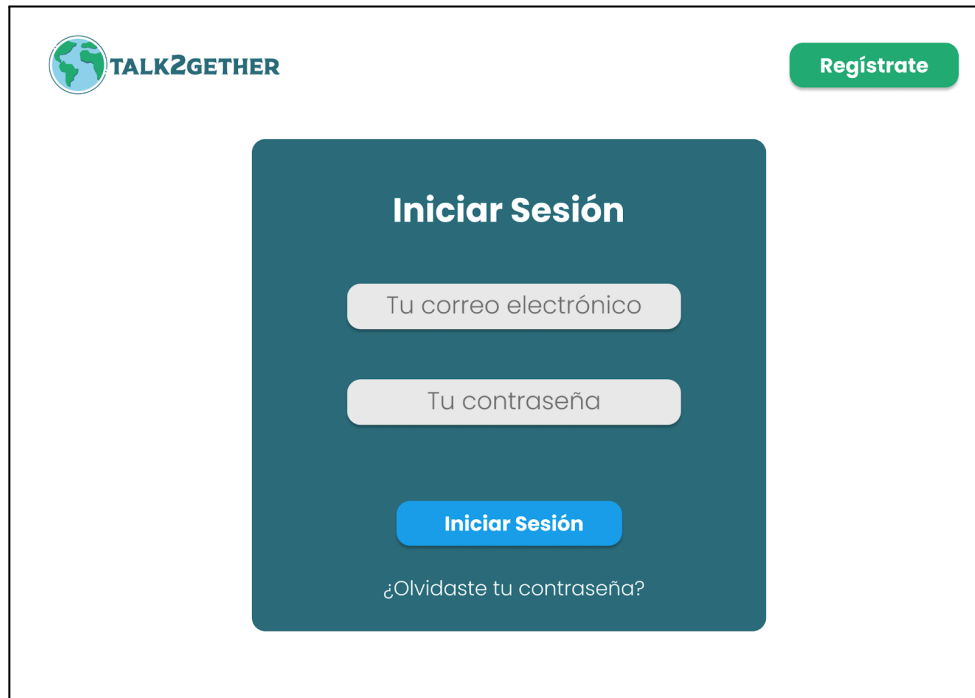 TALK2GETHER
Regístrate
Iniciar Sesión
Tu correo electrónico
Tu contraseña
Iniciar Sesión
¿Olvidaste tu contraseña?